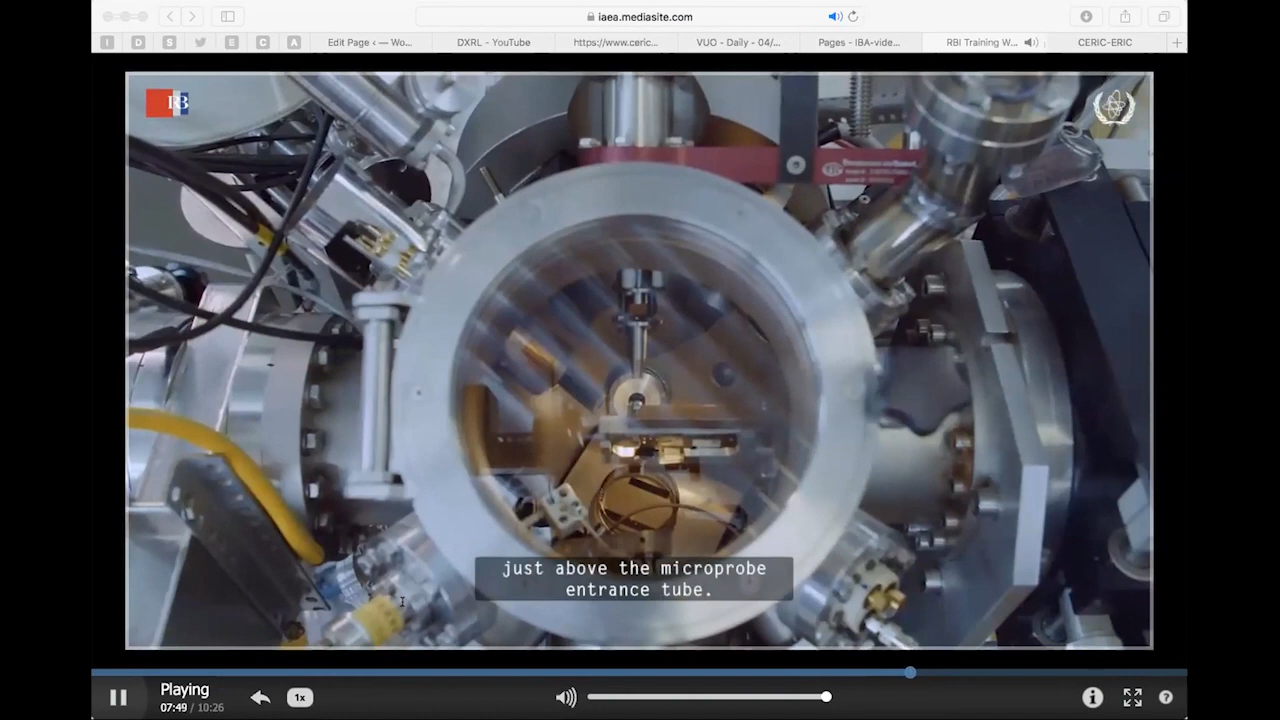 iaea.mediasite.com
I D S E C A Edit Page ‹ — Wo... DXRL - YouTube https://www.ceric... VUO - Daily - 04/... Pages - IBA-vide... RBI Training W... CERIC-ERIC
RB
just above the microprobe
entrance tube.
Playing
07:49 / 10:26
1x